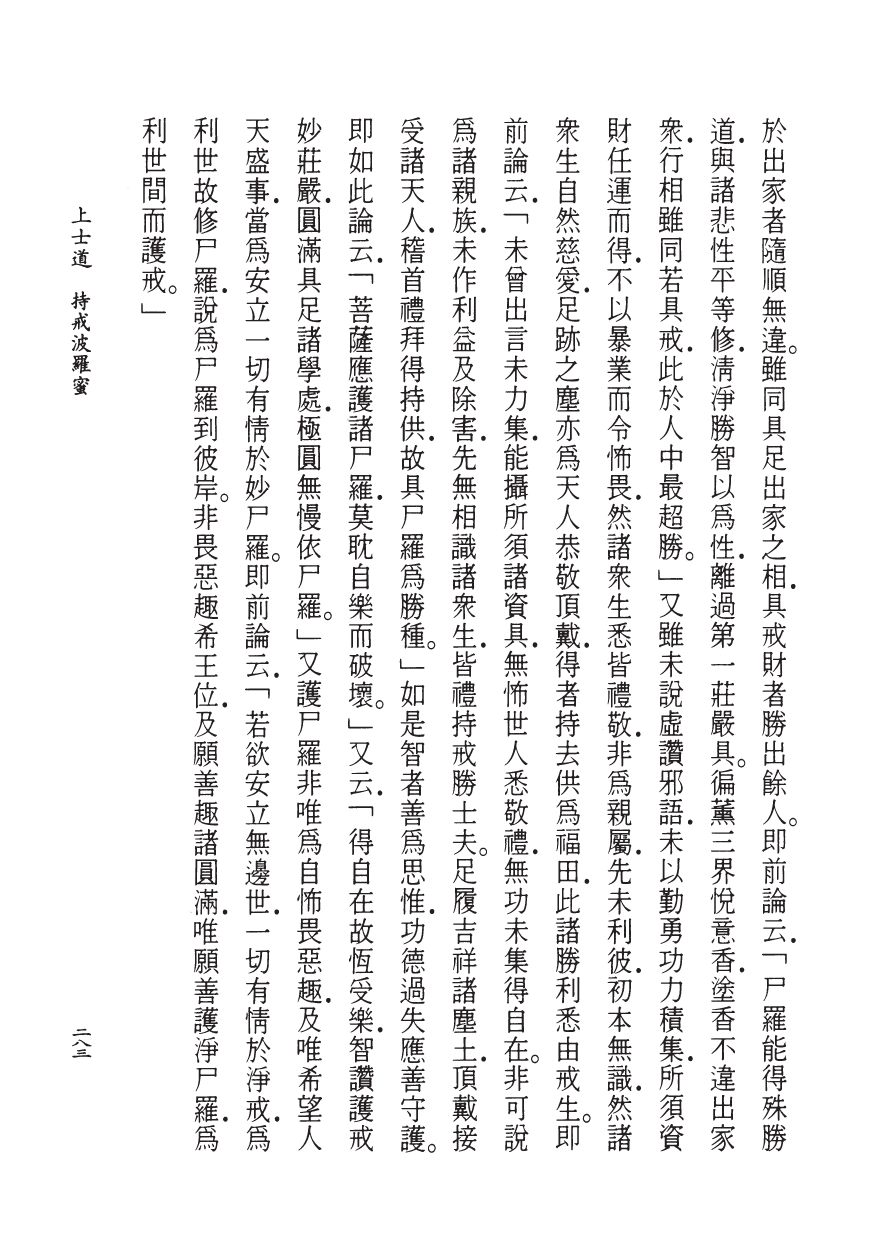 於出家者隨順無違。雖同具足出家之相．具戒財者勝出餘人。即前論云．「尸羅能得殊勝
道．與諸悲性平等修．淸淨勝智以爲性．離過第一莊嚴具。徧薰三界悅意香．塗香不違出家
衆．行相雖同若具戒．此於人中最超勝。」又雖未說虛讚邪語．未以勤勇功力積集．所須資
財任運而得．不以暴業而令怖畏．然諸衆生悉皆禮敬．非爲親屬．先未利彼．初本無識．然諸
衆生自然慈愛．足跡之塵亦爲天人恭敬頂戴．得者持去供爲福田．此諸勝利悉由戒生。即
前論云．「未曾出言未力集．能攝所須諸資具．無怖世人悉敬禮．無功未集得自在。非可說
爲諸親族．未作利益及除害．先無相識諸衆生．皆禮持戒勝士夫。足履吉祥諸塵土．頂戴接
受諸天人．稽首禮拜得持供．故具尸羅爲勝種。」如是智者善爲思惟．功德過失應善守護。
即如此論云．「菩薩應護諸尸羅．莫耽自樂而破壞。」又云．「得自在故恆受樂．智讚護戒
妙莊嚴．圓滿具足諸學處．極圓無慢依尸羅。」又護尸羅非唯爲自怖畏惡趣．及唯希望人
天盛事．當爲安立一切有情於妙尸羅。即前論云．「若欲安立無邊世．一切有情於淨戒．爲
利世故修尸羅．說爲尸羅到彼岸。非畏惡趣希王位．及願善趣諸圓滿．唯願善護淨尸羅．爲
利世間而護戒。」
上士道　持戒波羅蜜
二八三